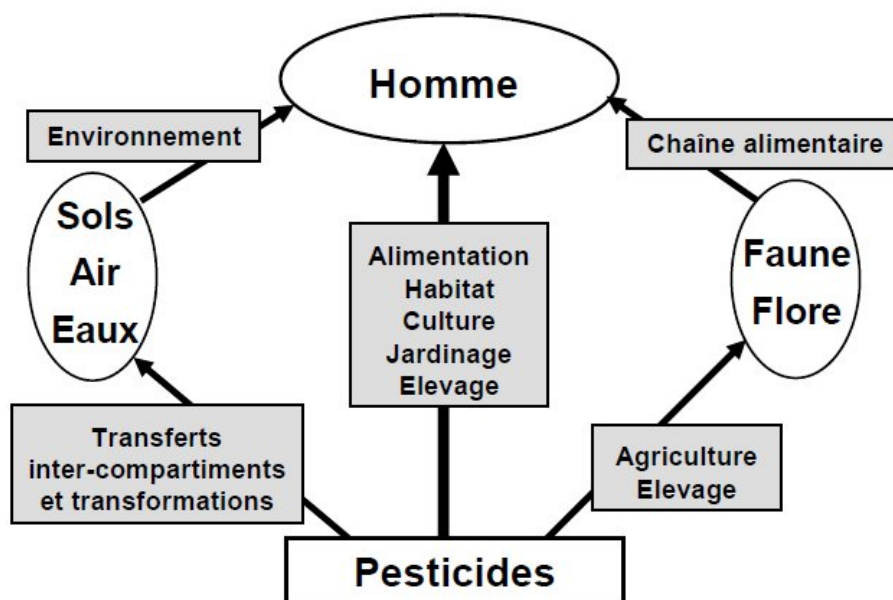 Homme
Environnement
Chaîne alimentaire
Sols
Air
Eaux
Alimentation
Habitat
Culture
Jardinage
Elevage
Faune
Flore
Transferts
inter-compartiments
et transformations
Agriculture
Elevage
Pesticides